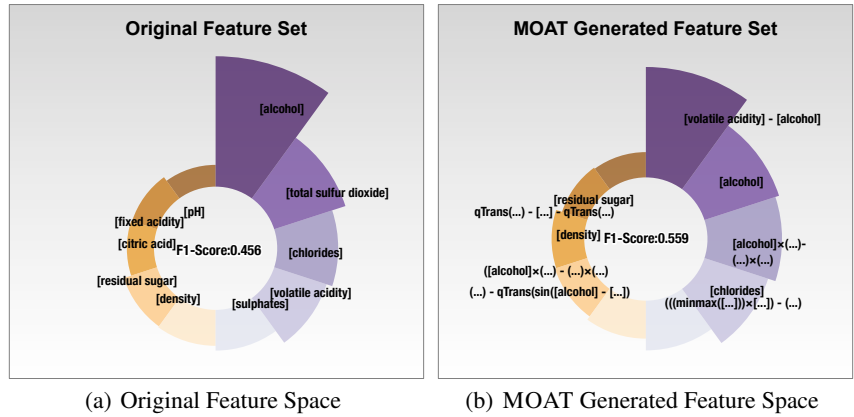 Original Feature Set
[alcohol]
[total sulfur dioxide]
[chlorides]
[volatile acidity]
[sulphates]
[density]
[residual sugar]
[citric acid]
[fixed acidity]
[pH]
F1-Score:0.456
(a) Original Feature Space
MOAT Generated Feature Set
[volatile acidity] - [alcohol]
[alcohol]
[alcohol]×(...)-
(...)×(...)
[chlorides]
(((minmax([...]))×[...]) - (...)
(...) - qTrans(sin([alcohol] - [...])
([alcohol]×(...) - (...)×(...)
[density]
qTrans(...) - [...] - qTrans(...)
[residual sugar]
F1-Score:0.559
(b) MOAT Generated Feature Space